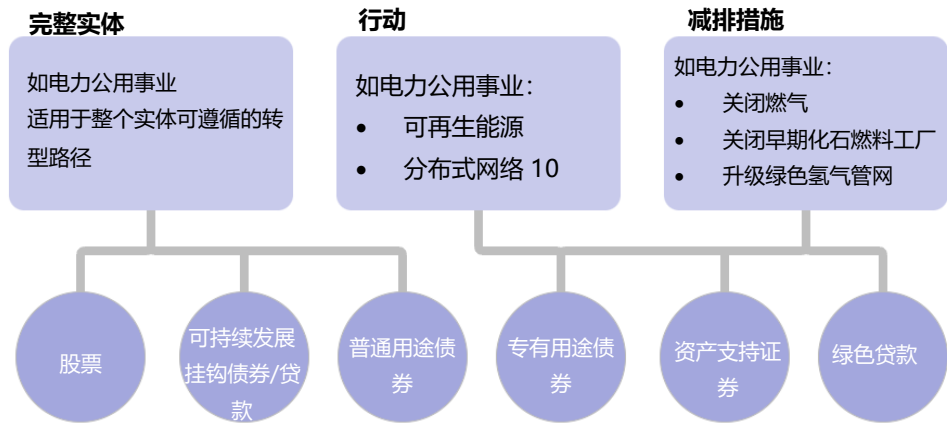 完整实体
如电力公用事业
适用于整个实体可遵循的转
型路径
行动
如电力公用事业：
• 可再生能源
• 分布式网络 10
减排措施
如电力公用事业：
• 关闭燃气
• 关闭早期化石燃料工厂
• 升级绿色氢气管网
股票
可持续发展
挂钩债券/贷
款
普通用途债
券
专有用途债
券
资产支持证
券
绿色贷款